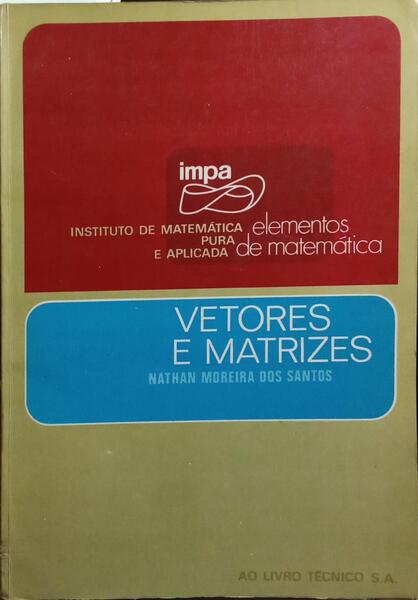 impa
INSTITUTO DE MATEMÁTICA
PURA
E APLICADA
elementos
de matemática
VETORES
E MATRIZES
NATHAN MOREIRA DOS SANTOS
AO LIVRO TÉCNICO S.A.